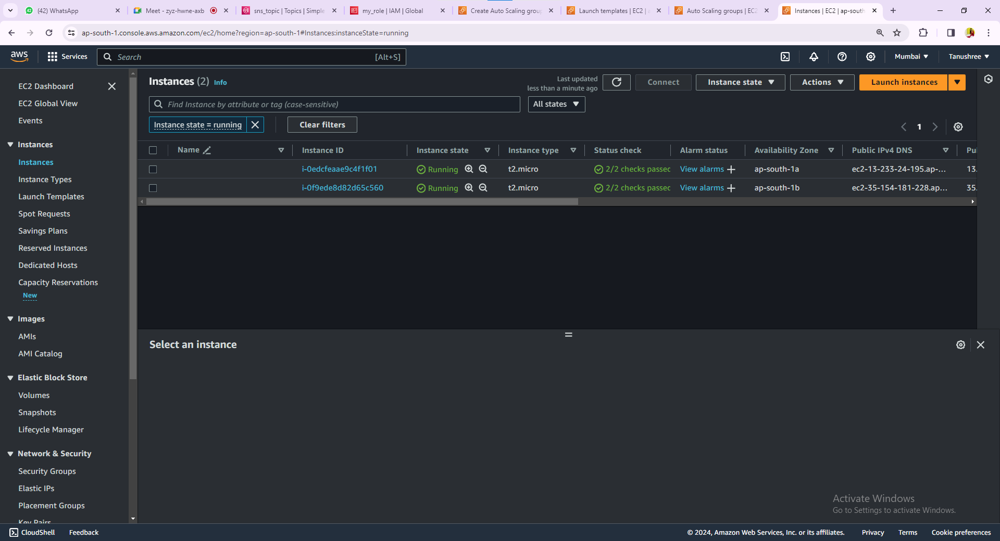 (42) WhatsApp
Meet - zyz-hwne-axb
sns_topic | Topics | Simple
my_role | IAM | Global
Create Auto Scaling grou
Launch templates | EC2 |
Auto Scaling groups | EC2
Instances | EC2 | ap-south
ap-south-1.console.aws.amazon.com/ec2/home?region=ap-south-1#Instances:instanceState=running
aws
Services
Search
[Alt+S]
Mumbai
Tanushree
EC2 Dashboard
EC2 Global View
Events
Instances
Instances
Instance Types
Launch Templates
Spot Requests
Savings Plans
Reserved Instances
Dedicated Hosts
Capacity Reservations
New
Images
AMIs
AMI Catalog
Elastic Block Store
Volumes
Snapshots
Lifecycle Manager
Network & Security
Security Groups
Elastic IPs
Placement Groups
Key Pairs
Instances (2) Info
Last updated
less than a minute ago
Connect
Instance state
Actions
Launch instances
Find Instance by attribute or tag (case-sensitive)
All states
Instance state = running
Clear filters
1
Name Instance ID Instance state Instance type Status check Alarm status Availability Zone Public IPv4 DNS Pu
i-0edcfeaae9c4f1f01 Running t2.micro 2/2 checks passec View alarms + ap-south-1a ec2-13-233-24-195.ap-... 13.
i-0f9ede8d82d65c560 Running t2.micro 2/2 checks passec View alarms + ap-south-1b ec2-35-154-181-228.ap... 35.
Select an instance
Activate Windows
Go to Settings to activate Windows.
CloudShell
Feedback
© 2024, Amazon Web Services, Inc. or its affiliates.
Privacy
Terms
Cookie preferences